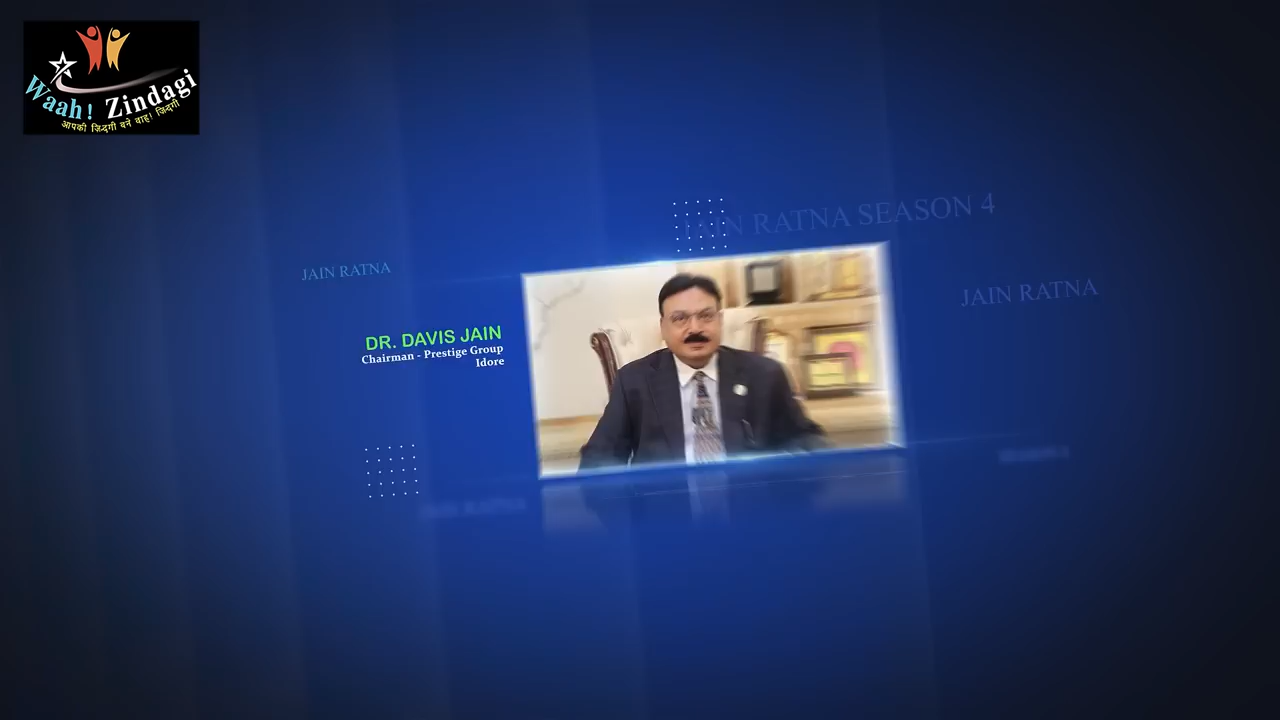 Waah! Zindagi
आपकी ज़िन्दगी बने वाह! ज़िन्दगी
JAIN RATNA SEASON 4
JAIN RATNA
JAIN RATNA
DR. DAVIS JAIN
Chairman - Prestige Group
Idore